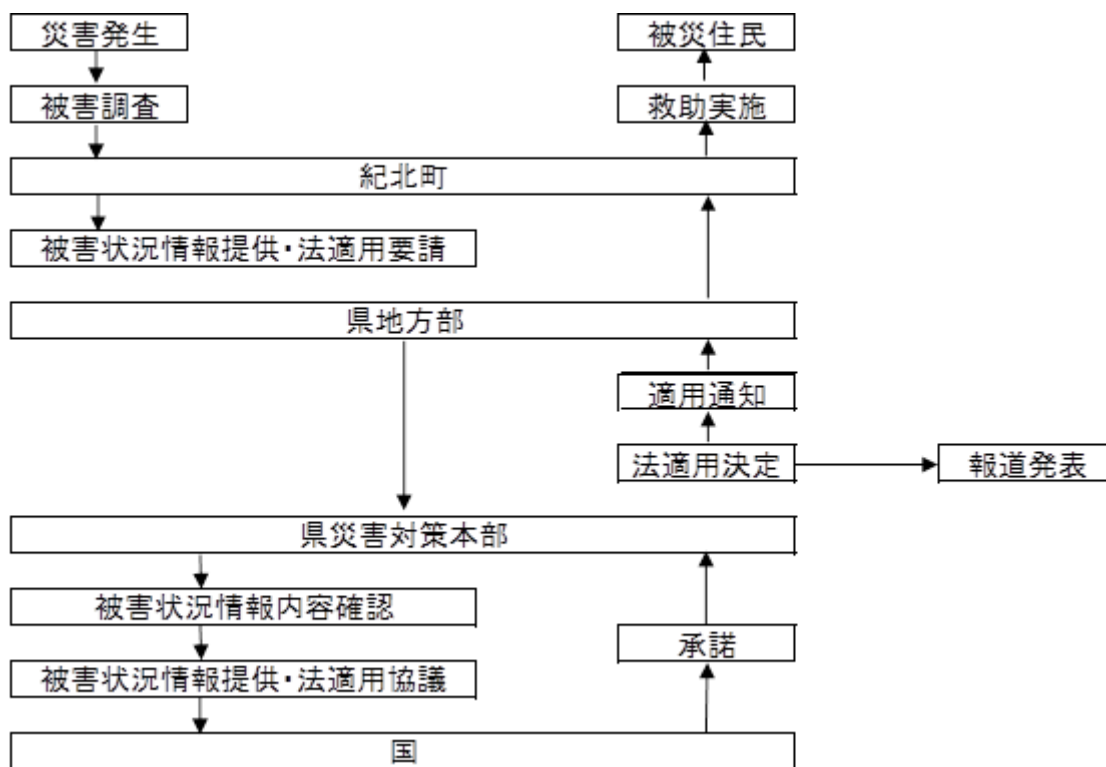 災害発生
被災住民
被害調査
救助実施
紀北町
被害状況情報提供・法適用要請
県地方部
適用通知
法適用決定
報道発表
県災害対策本部
被害状況情報内容確認
承諾
被害状況情報提供・法適用協議
国